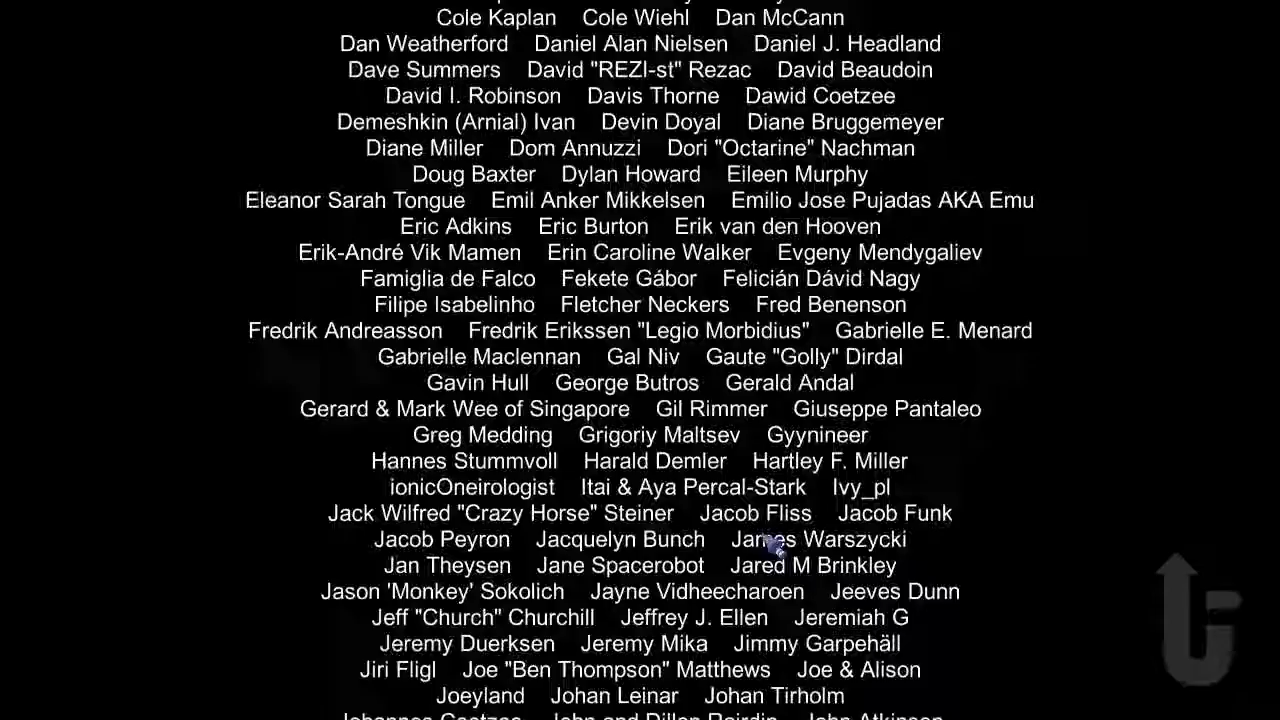 Cole Kaplan Cole Wiehl Dan McCann
Dan Weatherford Daniel Alan Nielsen Daniel J. Headland
Dave Summers David "REZI-st" Rezac David Beaudoin
David I. Robinson Davis Thorne Dawid Coetzee
Demeshkin (Arnial) Ivan Devin Doyal Diane Bruggemeyer
Diane Miller Dom Annuzzi Dori "Octarine" Nachman
Doug Baxter Dylan Howard Eileen Murphy
Eleanor Sarah Tongue Emil Anker Mikkelsen Emilio Jose Pujadas AKA Emu
Eric Adkins Eric Burton Erik van den Hooven
Erik-André Vik Mamen Erin Caroline Walker Evgeny Mendygaliev
Famiglia de Falco Fekete Gábor Felicián Dávid Nagy
Filipe Isabelinho Fletcher Neckers Fred Benenson
Fredrik Andreasson Fredrik Erikssen "Legio Morbidius" Gabrielle E. Menard
Gabrielle Maclennan Gal Niv Gaute "Golly" Dirdal
Gavin Hull George Butros Gerald Andal
Gerard & Mark Wee of Singapore Gil Rimmer Giuseppe Pantaleo
Greg Medding Grigoriy Maltsev Gyynineer
Hannes Stummvoll Harald Demler Hartley F. Miller
ionicOneirologist Itai & Aya Percal-Stark Ivy_pl
Jack Wilfred "Crazy Horse" Steiner Jacob Fliss Jacob Funk
Jacob Peyron Jacquelyn Bunch James Warszycki
Jan Theysen Jane Spacerobot Jared M Brinkley
Jason 'Monkey' Sokolich Jayne Vidheecharoen Jeeves Dunn
Jeff "Church" Churchill Jeffrey J. Ellen Jeremiah G
Jeremy Duerksen Jeremy Mika Jimmy Garpehäll
Jiri Fligl Joe "Ben Thompson" Matthews Joe & Alison
Joeyland Johan Leinar Johan Tirholm
John and Dillon John Atkinson